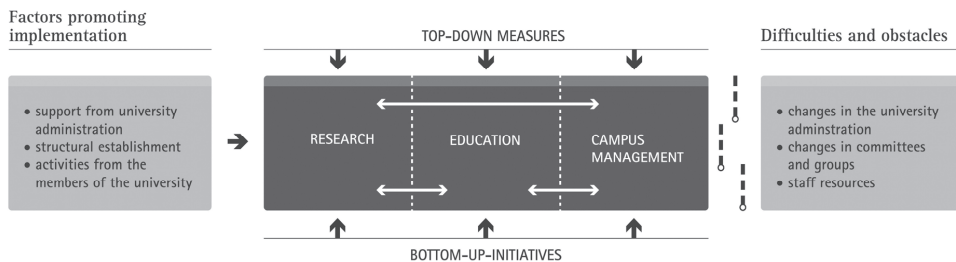 Factors promoting
implementation
• support from university
administration
• structural establishment
• activities from the
members of the university
TOP-DOWN MEASURES
RESEARCH
EDUCATION
CAMPUS
MANAGEMENT
BOTTOM-UP-INITIATIVES
Difficulties and obstacles
• changes in the university
adminstration
• changes in committees
and groups
• staff resources